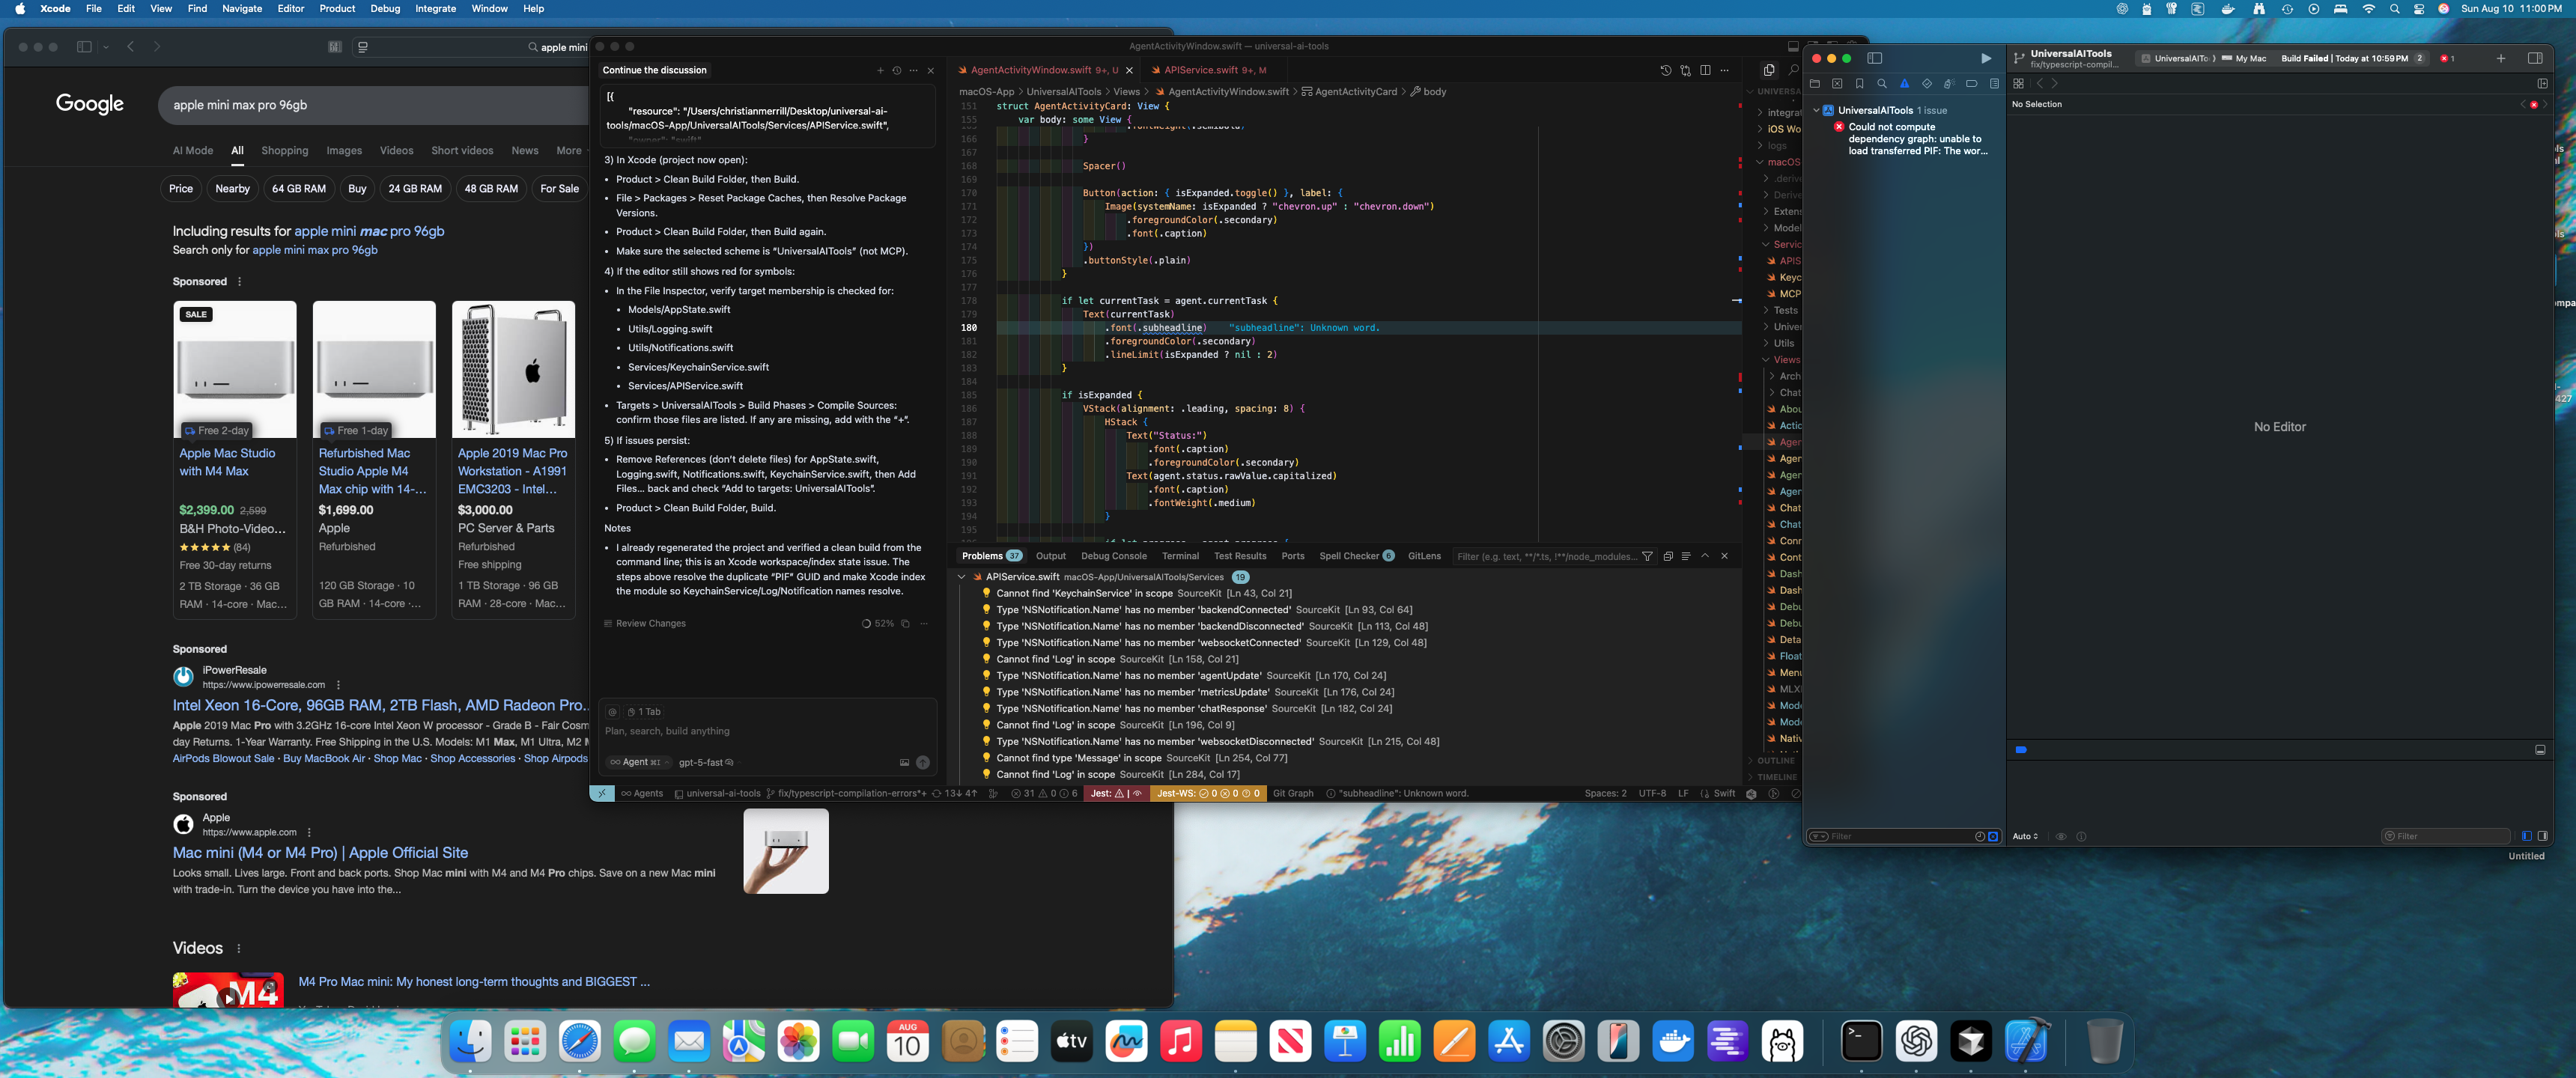 Xcode File Edit View Find Navigate Editor Product Debug Integrate Window Help
Sun Aug 10 11:00 PM
apple mini
Google
apple mini max pro 96gb
AI Mode All Shopping Images Videos Short videos News More
Price Nearby 64 GB RAM Buy 24 GB RAM 48 GB RAM For Sale
Including results for apple mini mac pro 96gb
Search only for apple mini max pro 96gb
Sponsored
SALE
Free 2-day
Apple Mac Studio
with M4 Max
$2,399.00 2,599
B&H Photo-Video...
(84)
Free 30-day returns
2 TB Storage · 36 GB
RAM · 14-core · Mac...
Free 1-day
Refurbished Mac
Studio Apple M4
Max chip with 14-...
$1,699.00
Apple
Refurbished
120 GB Storage · 10
GB RAM · 14-core ·...
Apple 2019 Mac Pro
Workstation - A1991
EMC3203 - Intel...
$3,000.00
PC Server & Parts
Refurbished
Free shipping
1 TB Storage · 96 GB
RAM · 28-core · Mac...
Sponsored
iPowerResale
https://www.ipowerresale.com
Intel Xeon 16-Core, 96GB RAM, 2TB Flash, AMD Radeon Pro...
Apple 2019 Mac Pro with 3.2GHz 16-core Intel Xeon W processor - Grade B - Fair Cosm
day Returns. 1-Year Warranty. Free Shipping in the U.S. Models: M1 Max, M1 Ultra, M2 M
AirPods Blowout Sale · Buy MacBook Air · Shop Mac · Shop Accessories · Shop Airpods
Sponsored
Apple
https://www.apple.com
Mac mini (M4 or M4 Pro) | Apple Official Site
Looks small. Lives large. Front and back ports. Shop Mac mini with M4 and M4 Pro chips. Save on a new Mac mini
with trade-in. Turn the device you have into the...
Videos
M4
M4 Pro Mac mini: My honest long-term thoughts and BIGGEST ...
AgentActivityWindow.swift — universal-ai-tools
Continue the discussion
[{
"resource": "/Users/christianmerrill/Desktop/universal-ai-
tools/macOS-App/UniversalAITools/Services/APIService.swift",
"owner": "swift"
3) In Xcode (project now open):
• Product > Clean Build Folder, then Build.
• File > Packages > Reset Package Caches, then Resolve Package
Versions.
• Product > Clean Build Folder, then Build again.
• Make sure the selected scheme is “UniversalAITools” (not MCP).
4) If the editor still shows red for symbols:
• In the File Inspector, verify target membership is checked for:
• Models/AppState.swift
• Utils/Logging.swift
• Utils/Notifications.swift
• Services/KeychainService.swift
• Services/APIService.swift
• Targets > UniversalAITools > Build Phases > Compile Sources:
confirm those files are listed. If any are missing, add with the “+”.
5) If issues persist:
• Remove References (don't delete files) for AppState.swift,
Logging.swift, Notifications.swift, KeychainService.swift, then Add
Files... back and check “Add to targets: UniversalAITools”.
• Product > Clean Build Folder, Build.
Notes
• I already regenerated the project and verified a clean build from the
command line; this is an Xcode workspace/index state issue. The
steps above resolve the duplicate “PIF” GUID and make Xcode index
the module so KeychainService/Log/Notification names resolve.
Review Changes 52%
@ 1 Tab
Plan, search, build anything
Agent ⌘I gpt-5-fast
AgentActivityWindow.swift 9+, U
APIService.swift 9+, M
macOS-App > UniversalAITools > Views > AgentActivityWindow.swift > AgentActivityCard > body
151 struct AgentActivityCard: View {
155 var body: some View {
.fontWeight(.semibold)
166 }
167
168 Spacer()
169
170 Button(action: { isExpanded.toggle() }, label: {
171 Image(systemName: isExpanded ? "chevron.up" : "chevron.down")
172 .foregroundColor(.secondary)
173 .font(.caption)
174 })
175 .buttonStyle(.plain)
176 }
177
178 if let currentTask = agent.currentTask {
179 Text(currentTask)
180 .font(.subheadline) "subheadline": Unknown word.
181 .foregroundColor(.secondary)
182 .lineLimit(isExpanded ? nil : 2)
183 }
184
185 if isExpanded {
186 VStack(alignment: .leading, spacing: 8) {
187 HStack {
188 Text("Status:")
189 .font(.caption)
190 .foregroundColor(.secondary)
191 Text(agent.status.rawValue.capitalized)
192 .font(.caption)
193 .fontWeight(.medium)
194 }
195
Problems 37 Output Debug Console Terminal Test Results Ports Spell Checker 6 GitLens Filter (e.g. text, **/*.ts, !**/node_modules...
APIService.swift macOS-App/UniversalAITools/Services 19
Cannot find 'KeychainService' in scope SourceKit [Ln 43, Col 21]
Type 'NSNotification.Name' has no member 'backendConnected' SourceKit [Ln 93, Col 64]
Type 'NSNotification.Name' has no member 'backendDisconnected' SourceKit [Ln 113, Col 48]
Type 'NSNotification.Name' has no member 'websocketConnected' SourceKit [Ln 129, Col 48]
Cannot find 'Log' in scope SourceKit [Ln 158, Col 21]
Type 'NSNotification.Name' has no member 'agentUpdate' SourceKit [Ln 170, Col 24]
Type 'NSNotification.Name' has no member 'metricsUpdate' SourceKit [Ln 176, Col 24]
Type 'NSNotification.Name' has no member 'chatResponse' SourceKit [Ln 182, Col 24]
Cannot find 'Log' in scope SourceKit [Ln 196, Col 9]
Type 'NSNotification.Name' has no member 'websocketDisconnected' SourceKit [Ln 215, Col 48]
Cannot find type 'Message' in scope SourceKit [Ln 254, Col 77]
Cannot find 'Log' in scope SourceKit [Ln 284, Col 17]
Agents universal-ai-tools fix/typescript-compilation-errors*+ 13↓ 4↑ 31 0 6 Jest: | Jest-WS: 0 0 0 Git Graph "subheadline": Unknown word. Spaces: 2 UTF-8 LF Swift
UNIVERSA
integrat
iOS Wo
logs
macOS
.derive
Derive
Extens
Model
Servic
APIS
Keyc
MCP
Tests
Univer
Utils
Views
Arch
Chat
Abou
Actic
Agen
Agen
Agen
Agen
Chat
Chat
Conr
Cont
Dash
Dash
Debu
Debu
Deta
Float
Menu
MLX
Mode
Mode
Nativ
OUTLINE
TIMELINE
UniversalAITools
fix/typescript-compil...
UniversalAITo My Mac Build Failed | Today at 10:59 PM 2 1
UniversalAITools 1 issue
Could not compute
dependency graph: unable to
load transferred PIF: The wor...
Filter
No Selection
No Editor
Auto
Filter
Untitled
AUG
10
tv